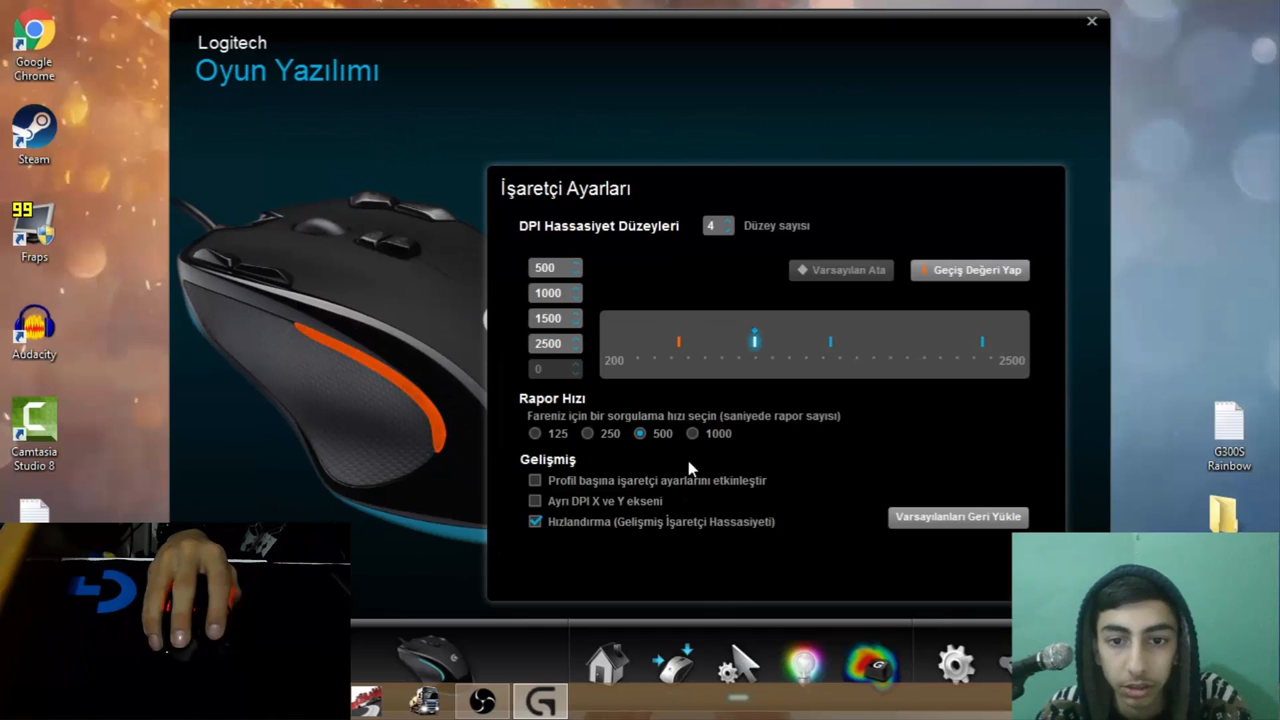 Google
Chrome
Steam
99
Fraps
Audacity
Camtasia
Studio 8
Logitech
Oyun Yazılımı
İşaretçi Ayarları
DPI Hassasiyet Düzeyleri 4 Düzey sayısı
500
1000
1500
2500
0
Varsayılan Ata
Geçiş Değeri Yap
200
2500
Rapor Hızı
Fareniz için bir sorgulama hızı seçin (saniyede rapor sayısı)
125 250 500 1000
Gelişmiş
Profil başına işaretçi ayarlarını etkinleştir
Ayrı DPI X ve Y ekseni
Hızlandırma (Gelişmiş İşaretçi Hassasiyeti)
Varsayılanları Geri Yükle
G300S
Rainbow